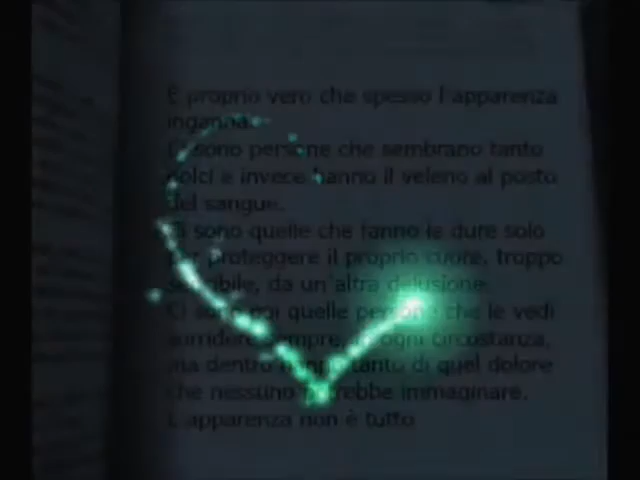 È proprio vero che spesso l'apparenza
inganna.
Ci sono persone che sembrano tanto
dolci e invece hanno il veleno al posto
del sangue.
Ci sono quelle che fanno le dure solo
per proteggere il proprio cuore, troppo
sensibile, da un'altra delusione.
Ci sono poi quelle persone che le vedi
sorridere sempre, in ogni circostanza,
ma dentro hanno tanto di quel dolore
che nessuno potrebbe immaginare.
L'apparenza non è tutto